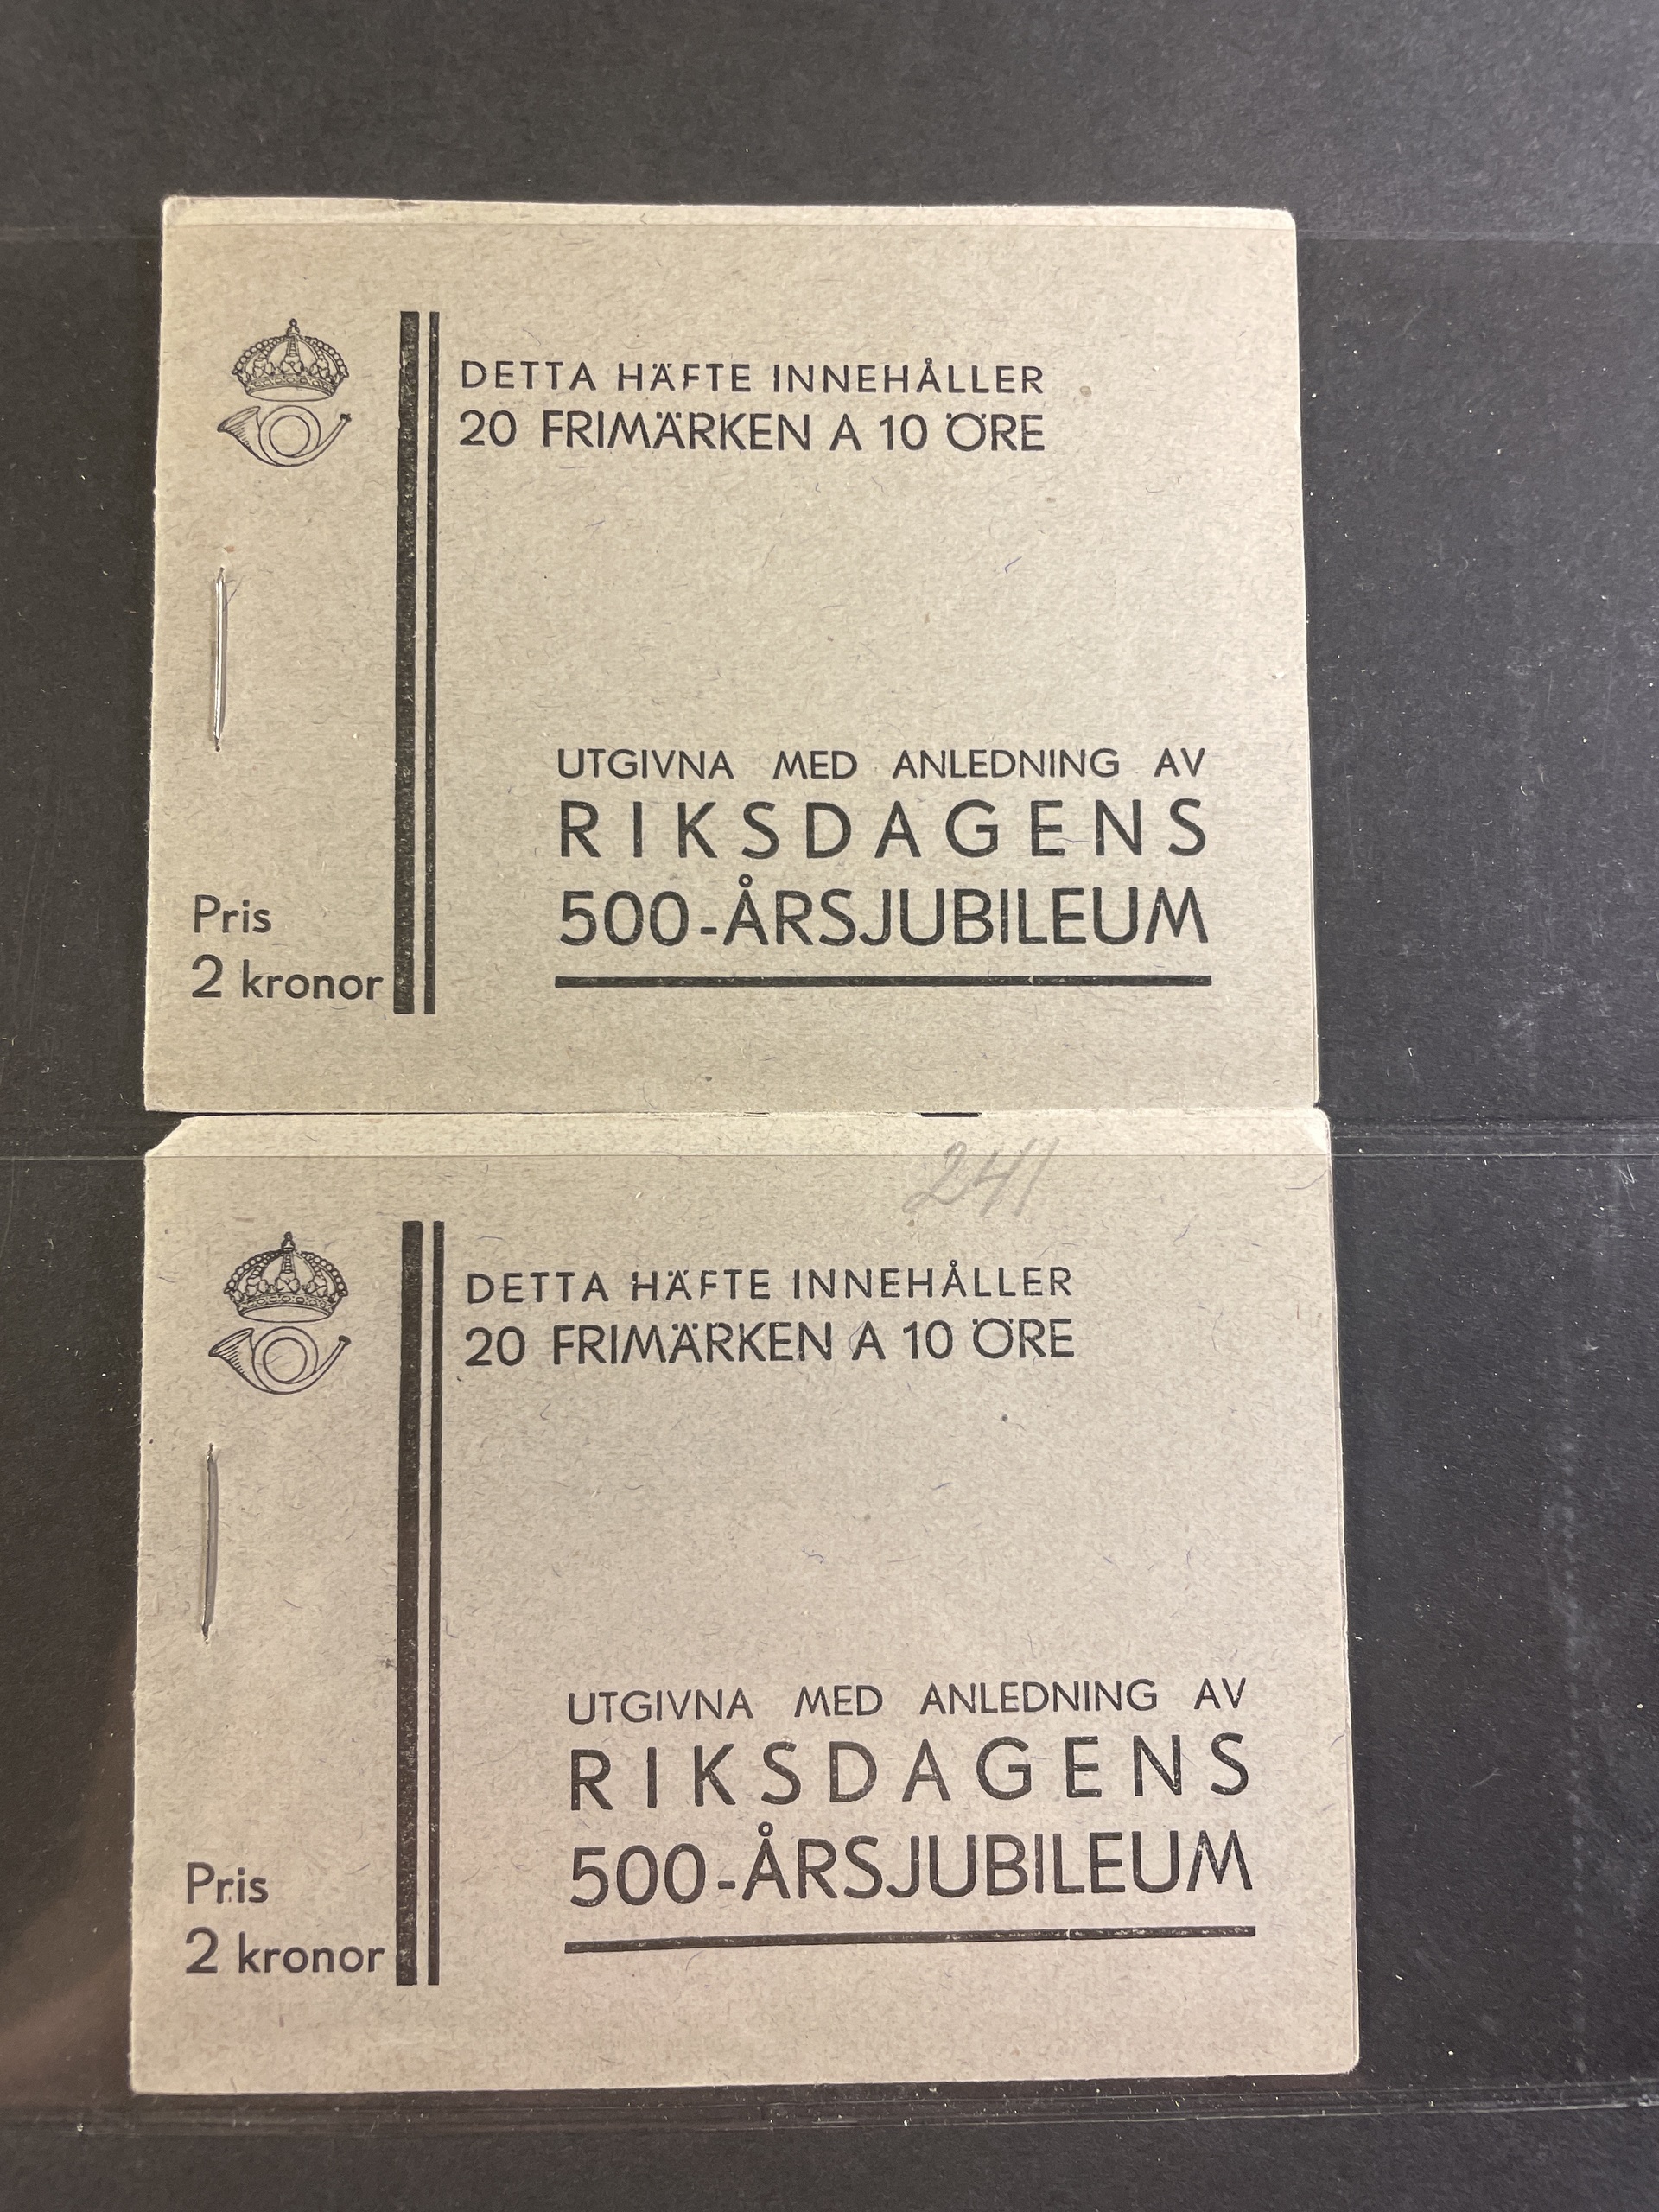 DETTA HÄFTE INNEHÅLLER
20 FRIMÄRKEN A 10 ÖRE
UTGIVNA MED ANLEDNING AV
RIKSDAGENS
500-ÅRSJUBILEUM
Pris
2 kronor
241
DETTA HÄFTE INNEHÅLLER
20 FRIMÄRKEN A 10 ÖRE
UTGIVNA MED ANLEDNING AV
RIKSDAGENS
500-ÅRSJUBILEUM
Pris
2 kronor